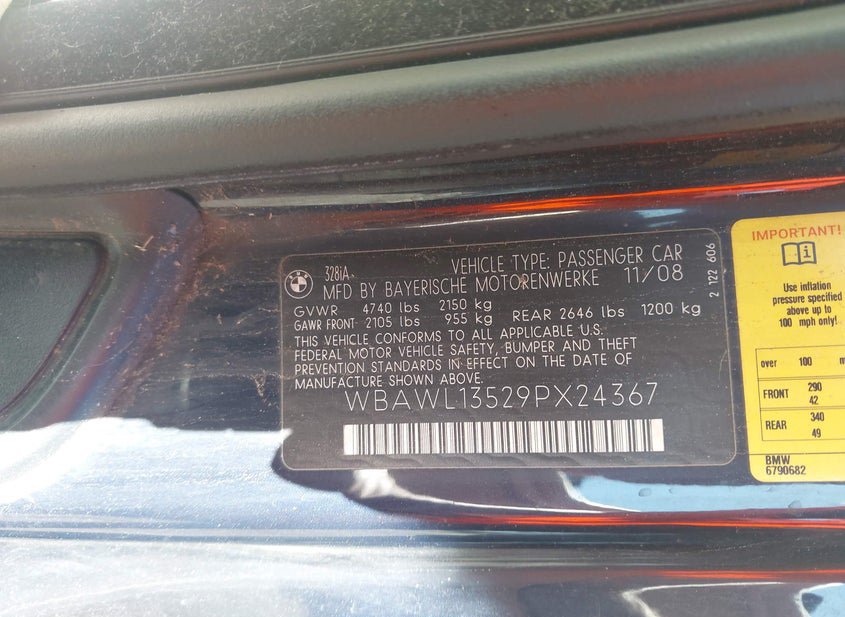 328iA
VEHICLE TYPE: PASSENGER CAR
MFD BY BAYERISCHE MOTORENWERKE 11/08
GVWR 4740 lbs 2150 kg
GAWR FRONT- 2105 lbs 955 kg REAR 2646 lbs 1200 kg
THIS VEHICLE CONFORMS TO ALL APPLICABLE U.S.
FEDERAL MOTOR VEHICLE SAFETY, BUMPER AND THEFT
PREVENTION STANDARDS IN EFFECT ON THE DATE OF
MANUFACTURE SHOWN ABOVE.
WBAWL13529PX24367
2 122 606
IMPORTANT!
Use inflation
pressure specified
above up to
100 mph only!
over 100 m
FRONT 290
42
REAR 340
49
BMW
6790682